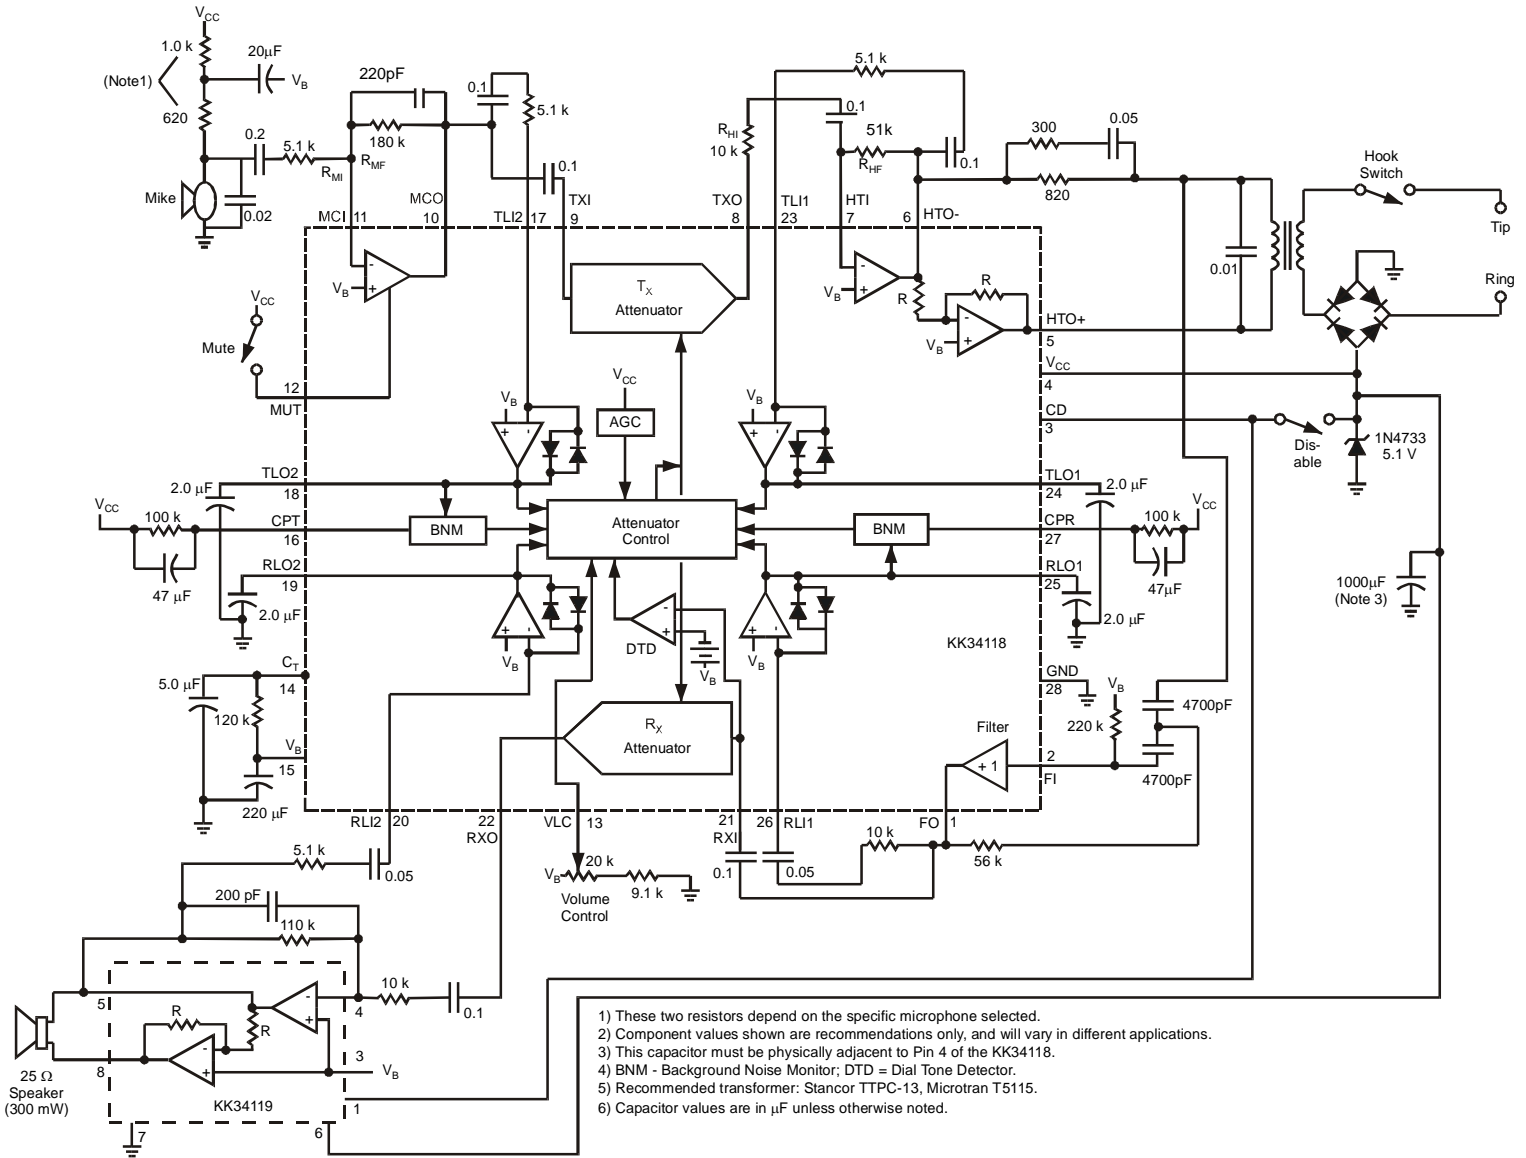 VCC
1.0 k
(Note1)
620
20µF
VB
220pF
0.1
5.1 k
180 k
RMF
0.2
5.1 k
RMI
Mike
0.02
0.1
MCI 11
MCO
10
TLI2 17
TXI
9
5.1 k
0.1
RHI
10 k
51k
RHF
0.1
300
0.05
820
TXO
8
TLI1
23
HTI
7
6
HTO-
Hook
Switch
Tip
Ring
0.01
VB
TX
Attenuator
VB
R
R
VB
HTO+
5
VCC
4
CD
3
VCC
Mute
12
MUT
VB
VCC
AGC
VB
Dis-
able
1N4733
5.1 V
TLO2
18
2.0 µF
VCC
100 k
CPT
16
47 µF
RLO2
19
2.0 µF
BNM
Attenuator
Control
BNM
TLO1
24
2.0 µF
CPR
27
100 k
VCC
47µF
RLO1
25
2.0 µF
1000µF
(Note 3)
VB
DTD
VB
VB
KK34118
CT
14
5.0 µF
120 k
VB
15
220 µF
RX
Attenuator
GND
28
VB
220 k
4700pF
4700pF
Filter
+ 1
2
FI
RLI2 20
22
RXO
VLC 13
21
RXI
26 RLI1
FO 1
5.1 k
0.05
VB
20 k
9.1 k
Volume
Control
0.1
0.05
10 k
56 k
200 pF
110 k
10 k
0.1
5
4
R
R
3
VB
8
25 Ω
Speaker
(300 mW)
KK34119
1
7
6
1) These two resistors depend on the specific microphone selected.
2) Component values shown are recommendations only, and will vary in different applications.
3) This capacitor must be physically adjacent to Pin 4 of the KK34118.
4) BNM - Background Noise Monitor; DTD = Dial Tone Detector.
5) Recommended transformer: Stancor TTPC-13, Microtran T5115.
6) Capacitor values are in µF unless otherwise noted.